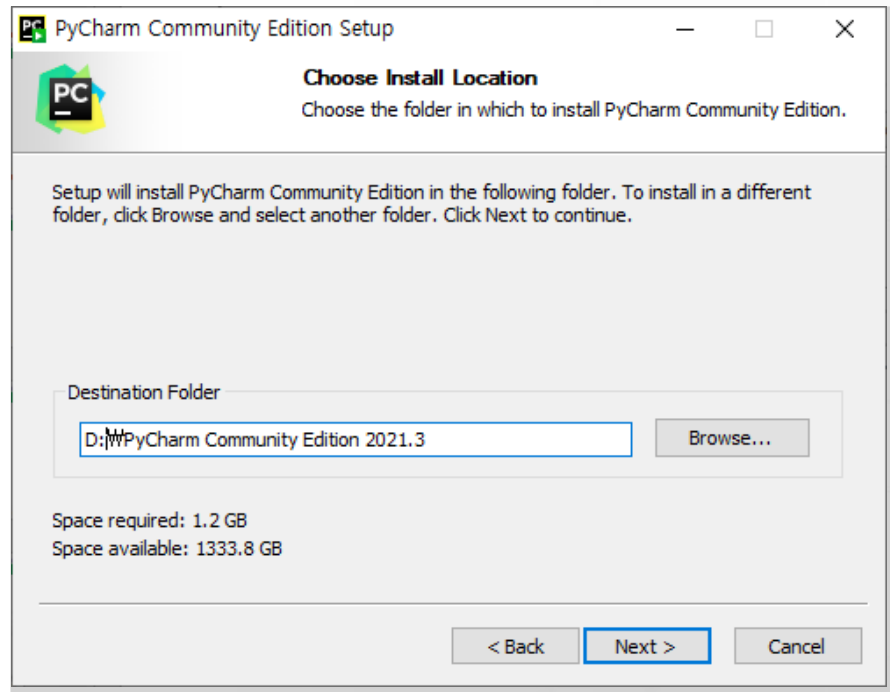 PC PyCharm Community Edition Setup
PC
Choose Install Location
Choose the folder in which to install PyCharm Community Edition.
Setup will install PyCharm Community Edition in the following folder. To install in a different
folder, click Browse and select another folder. Click Next to continue.
Destination Folder
D:₩PyCharm Community Edition 2021.3
Browse...
Space required: 1.2 GB
Space available: 1333.8 GB
< Back
Next >
Cancel